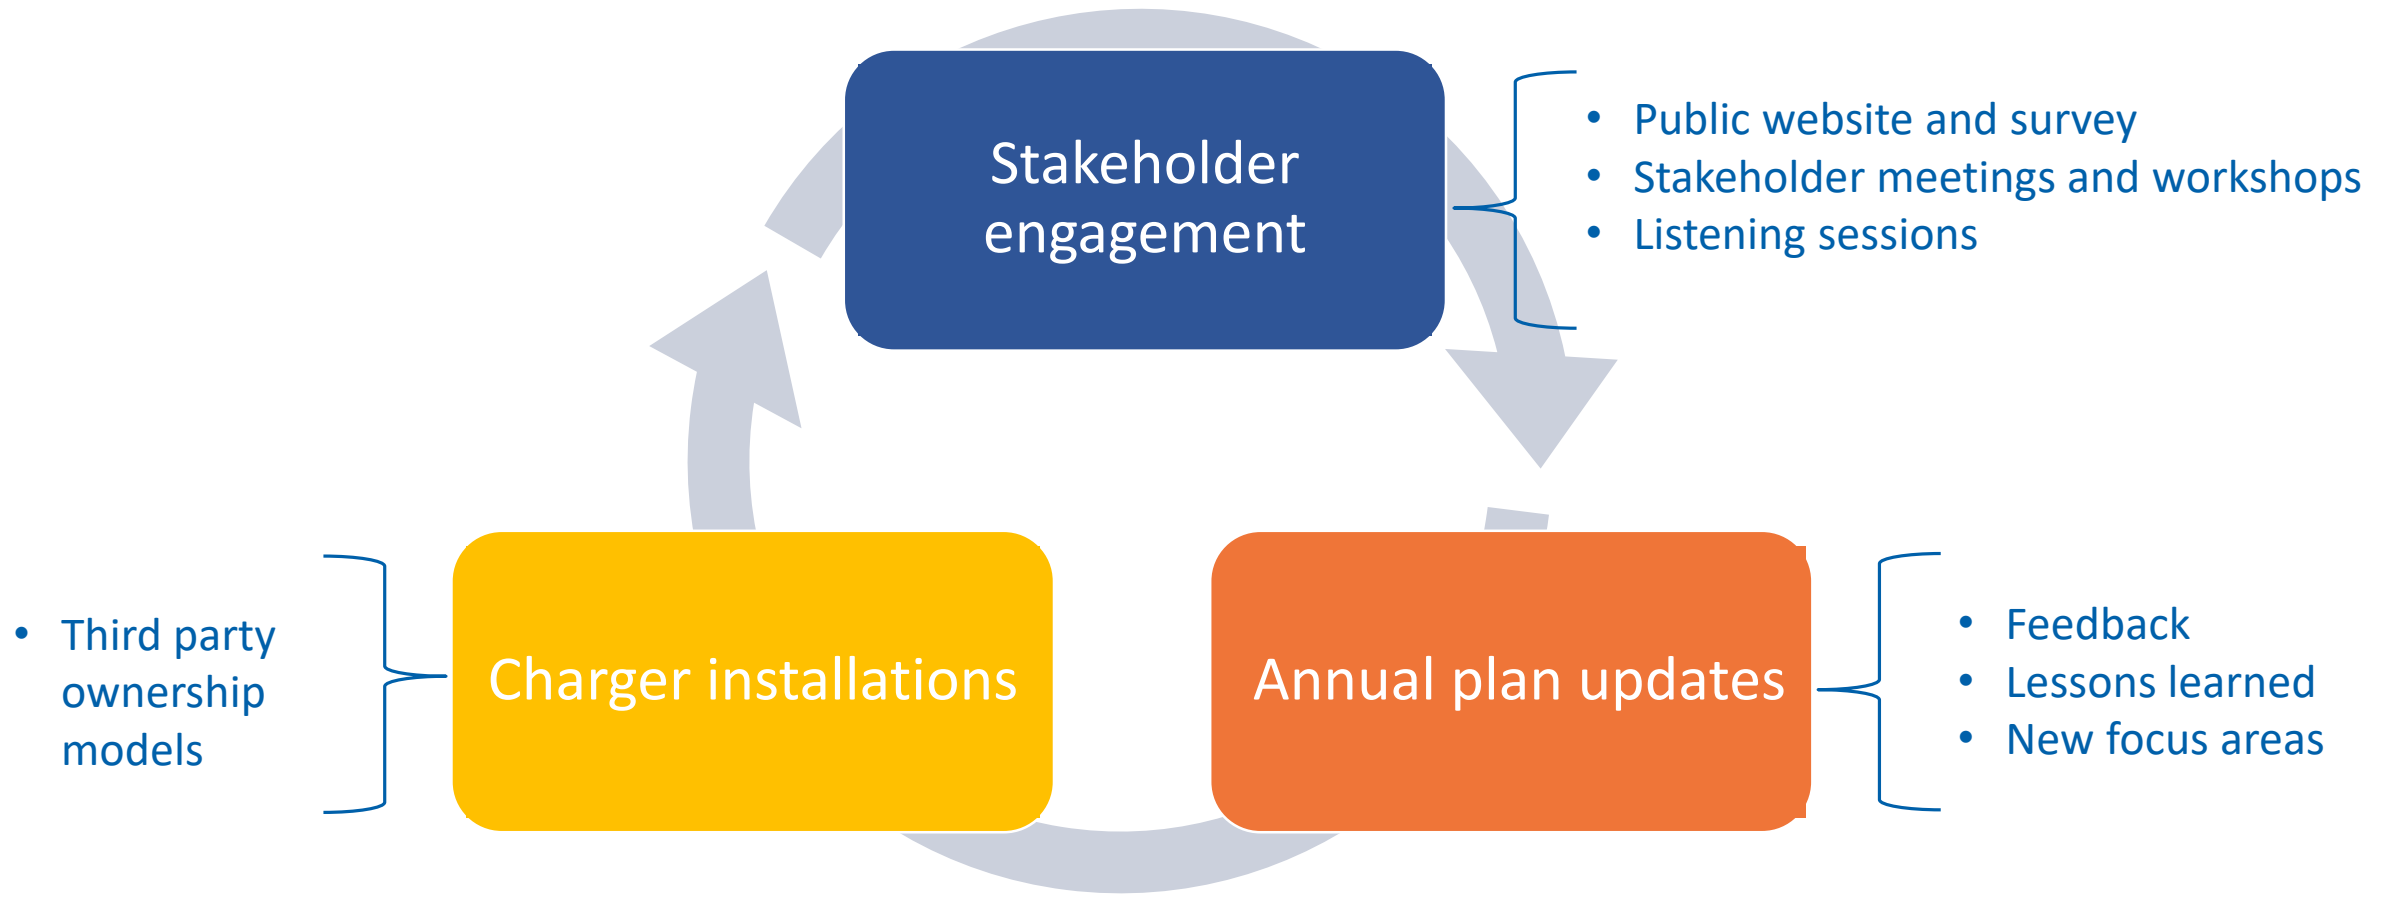 Stakeholder
engagement
• Public website and survey
• Stakeholder meetings and workshops
• Listening sessions
• Third party
ownership
models
Charger installations
Annual plan updates
• Feedback
• Lessons learned
• New focus areas